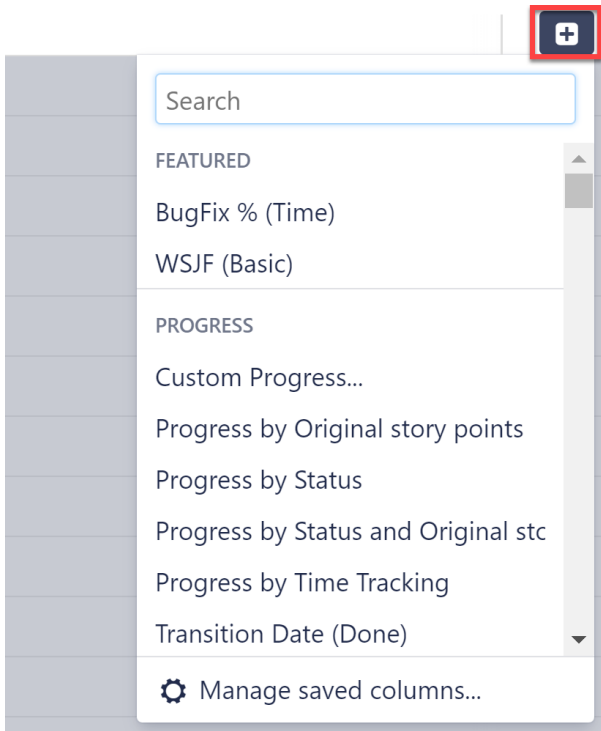 Search
FEATURED
BugFix % (Time)
WSJF (Basic)
PROGRESS
Custom Progress...
Progress by Original story points
Progress by Status
Progress by Status and Original stc
Progress by Time Tracking
Transition Date (Done)
Manage saved columns...